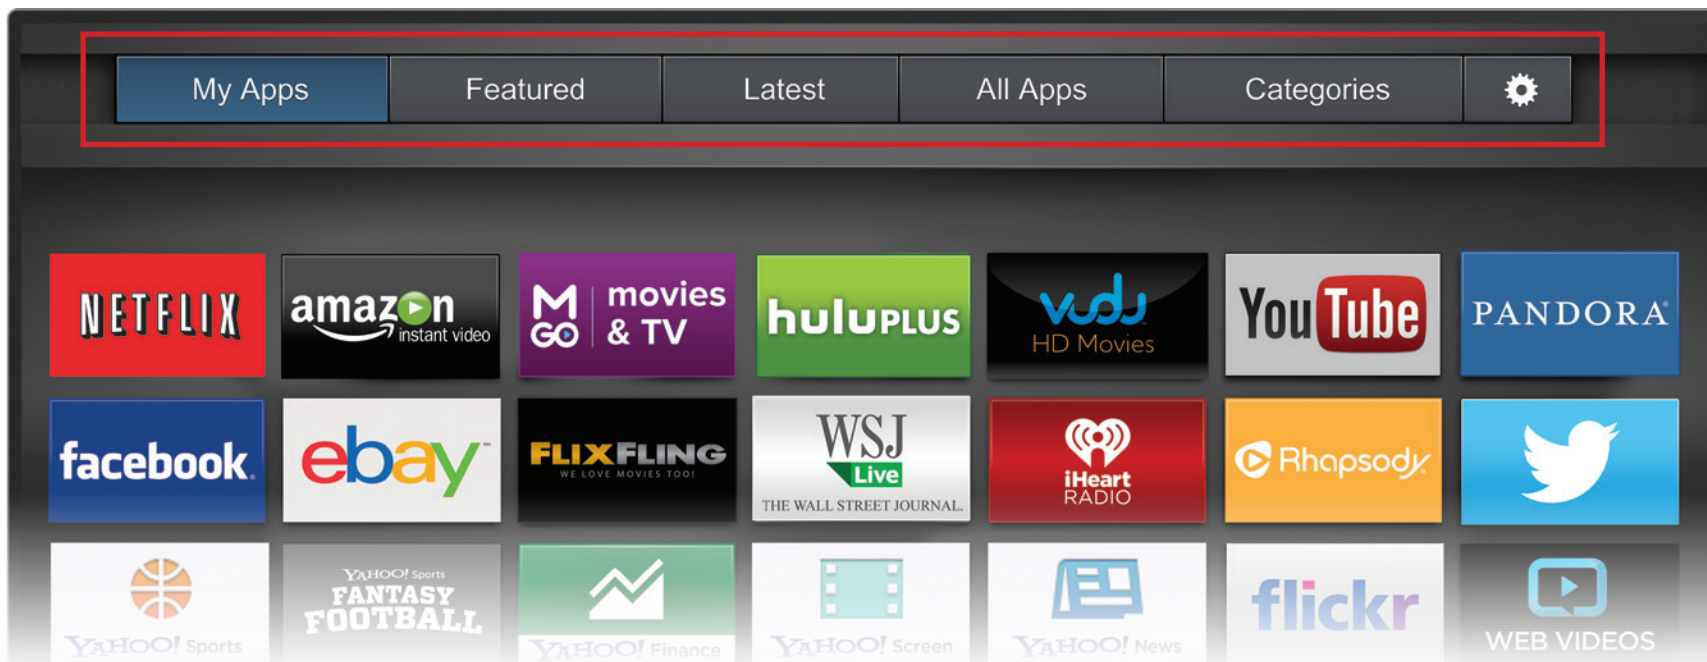 My Apps
Featured
Latest
All Apps
Categories
NETFLIX
amazon
instant video
M
GO
movies
& TV
huluPLUS
vudu
HD Movies
YouTube
PANDORA
facebook
ebay
FLIXFLING
WE LOVE MOVIES TOO!
WSJ
Live
THE WALL STREET JOURNAL.
iHeart
RADIO
Rhapsody
YAHOO! Sports
YAHOO! Sports
FANTASY
FOOTBALL
YAHOO! Finance
YAHOO! Screen
YAHOO! News
flickr
WEB VIDEOS